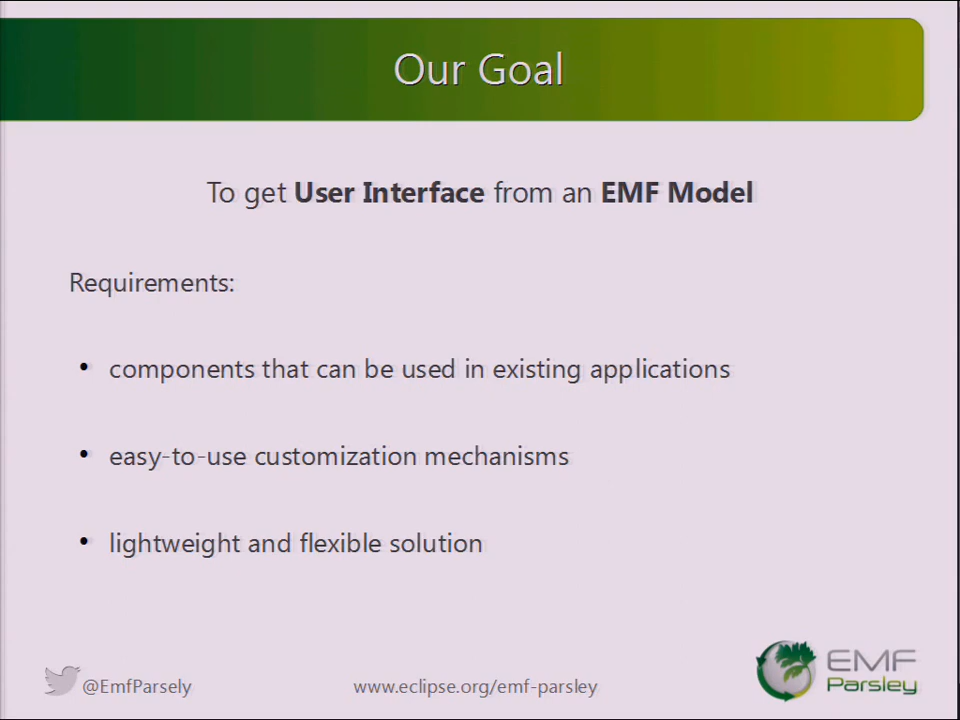 Our Goal
To get User Interface from an EMF Model
Requirements:
• components that can be used in existing applications
• easy-to-use customization mechanisms
• lightweight and flexible solution
@EmfParsely
www.eclipse.org/emf-parsley
EMF
Parsley